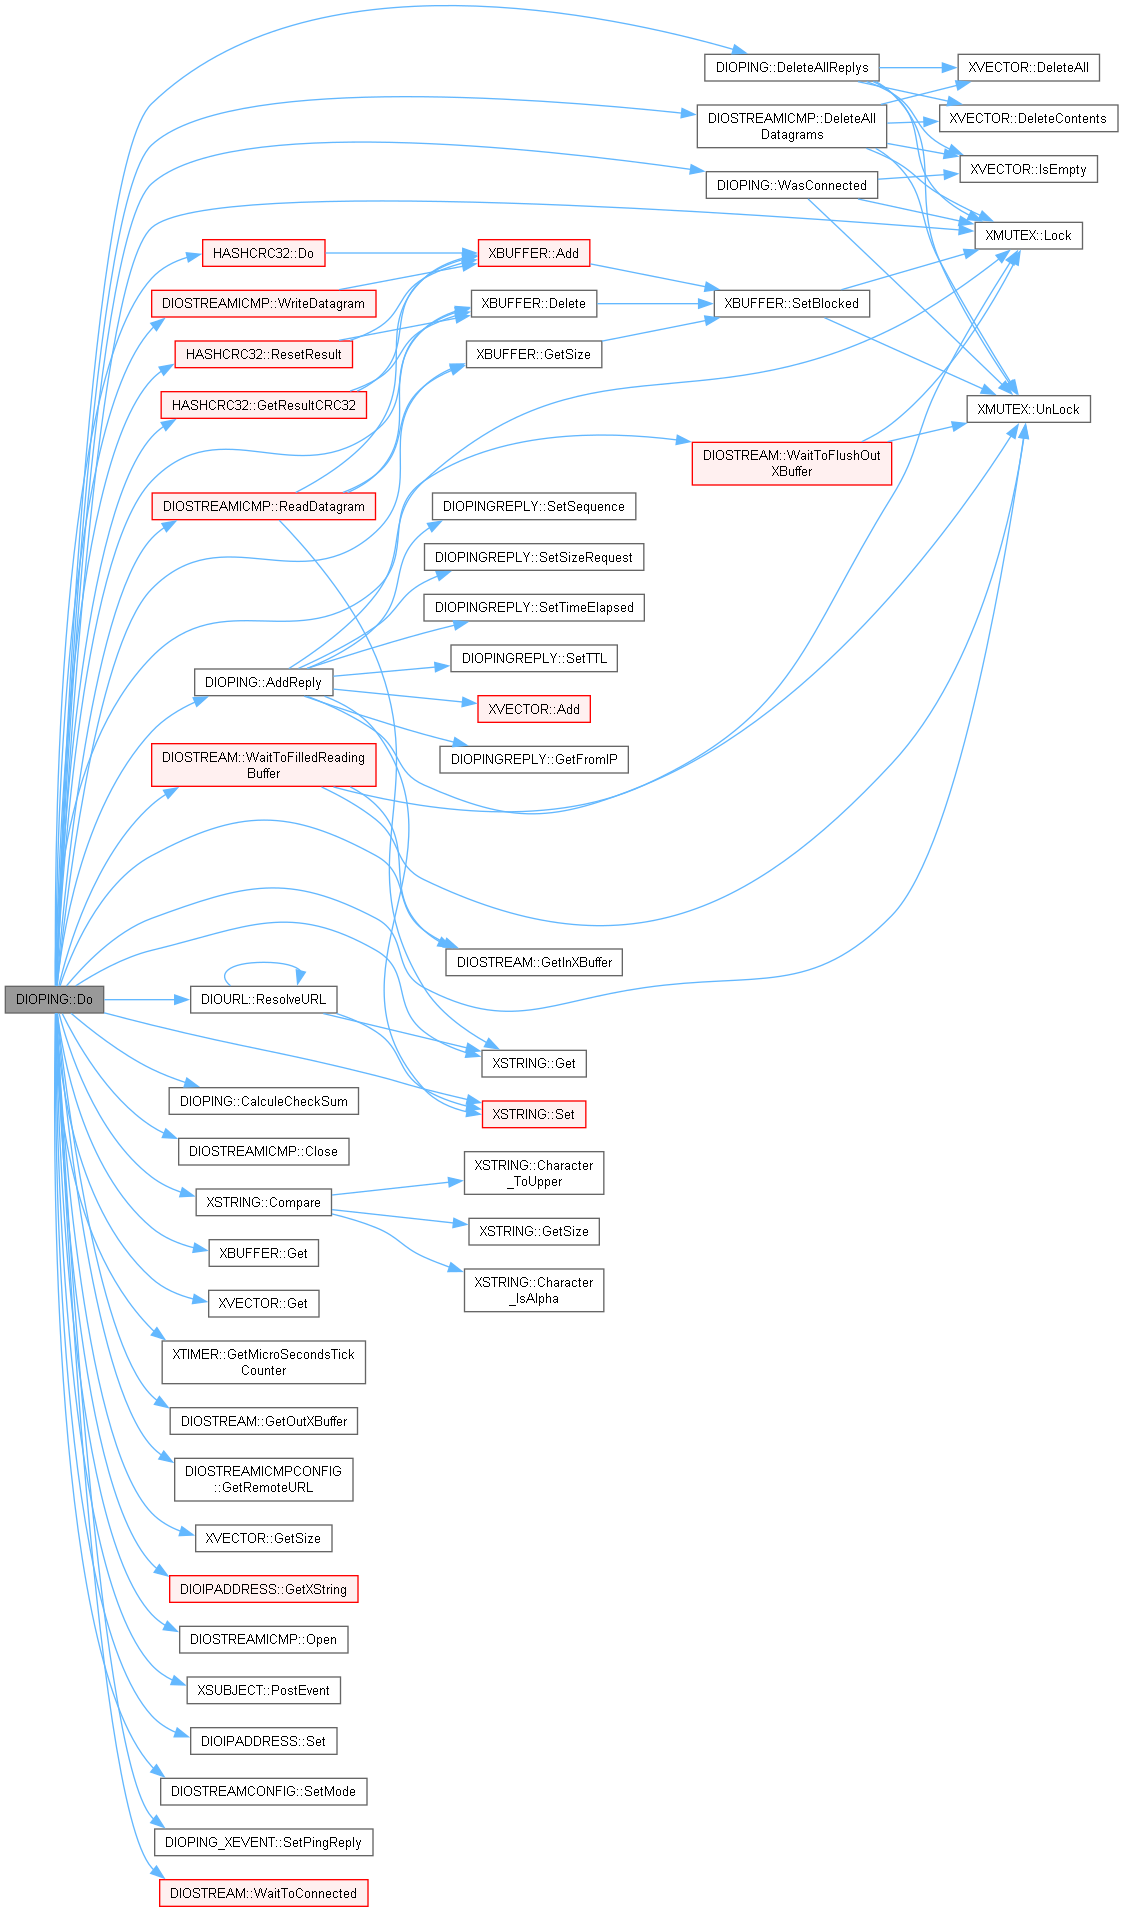 DIOPING::DeleteAllReplys
XVECTOR::DeleteAll
DIOSTREAMICMP::DeleteAll
Datagrams
XVECTOR::DeleteContents
XVECTOR::IsEmpty
DIOPING::WasConnected
XMUTEX::Lock
HASHCRC32::Do
XBUFFER::Add
DIOSTREAMICMP::WriteDatagram
XBUFFER::Delete
XBUFFER::SetBlocked
HASHCRC32::ResetResult
XBUFFER::GetSize
HASHCRC32::GetResultCRC32
XMUTEX::UnLock
DIOSTREAM::WaitToFlushOut
XBuffer
DIOSTREAMICMP::ReadDatagram
DIOPINGREPLY::SetSequence
DIOPINGREPLY::SetSizeRequest
DIOPINGREPLY::SetTimeElapsed
DIOPINGREPLY::SetTTL
DIOPING::AddReply
XVECTOR::Add
DIOPINGREPLY::GetFromIP
DIOSTREAM::WaitToFilledReading
Buffer
DIOSTREAM::GetInXBuffer
DIOPING::Do
DIOURL::ResolveURL
XSTRING::Get
DIOPING::CalculeCheckSum
XSTRING::Set
DIOSTREAMICMP::Close
XSTRING::Character
_ToUpper
XSTRING::Compare
XSTRING::GetSize
XBUFFER::Get
XSTRING::Character
_IsAlpha
XVECTOR::Get
XTIMER::GetMicroSecondsTick
Counter
DIOSTREAM::GetOutXBuffer
DIOSTREAMICMPCONFIG
::GetRemoteURL
XVECTOR::GetSize
DIOIPADDRESS::GetXString
DIOSTREAMICMP::Open
XSUBJECT::PostEvent
DIOIPADDRESS::Set
DIOSTREAMCONFIG::SetMode
DIOPING_XEVENT::SetPingReply
DIOSTREAM::WaitToConnected